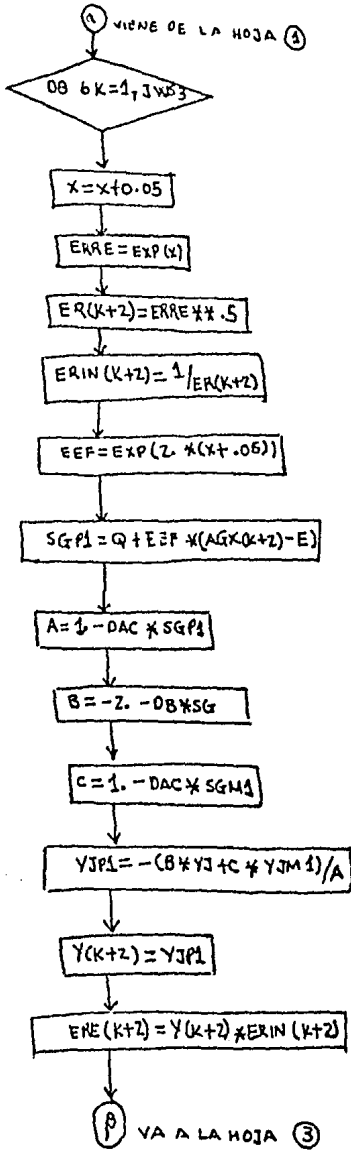 a VIENE DE LA HOJA 1
DO 6 K=1, JWS3
X=X+0.05
ERRE=EXP(X)
ER(K+2)=ERRE**.5
ERIN(K+2)=1/ER(K+2)
EEF=EXP(2.*(X+.05))
SGP1=Q+EEF*(AGX(K+2)-E)
A=1.-DAC*SGP1
B=-2.-DB*SG
C=1.-DAC*SGM1
YJP1=-(B*YJ+C*YJM1)/A
Y(K+2)=YJP1
ERE(K+2)=Y(K+2)*ERIN(K+2)
β VA A LA HOJA 3